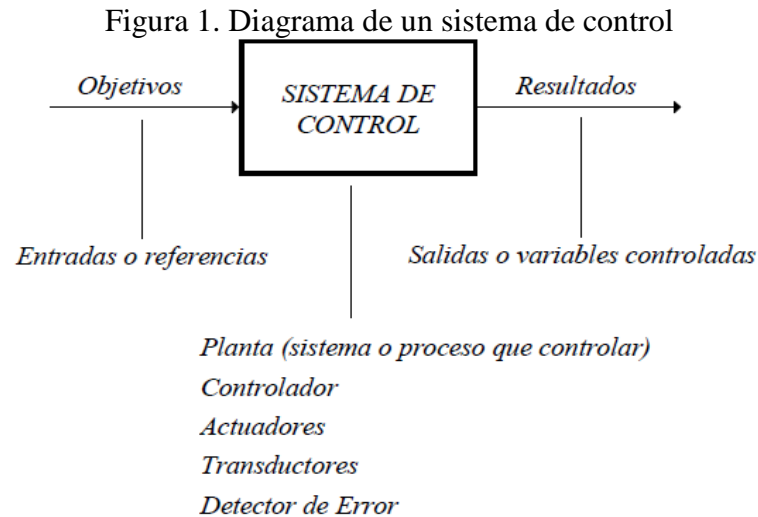 Figura 1. Diagrama de un sistema de control
Objetivos
SISTEMA DE
CONTROL
Resultados
Entradas o referencias
Salidas o variables controladas
Planta (sistema o proceso que controlar)
Controlador
Actuadores
Transductores
Detector de Error